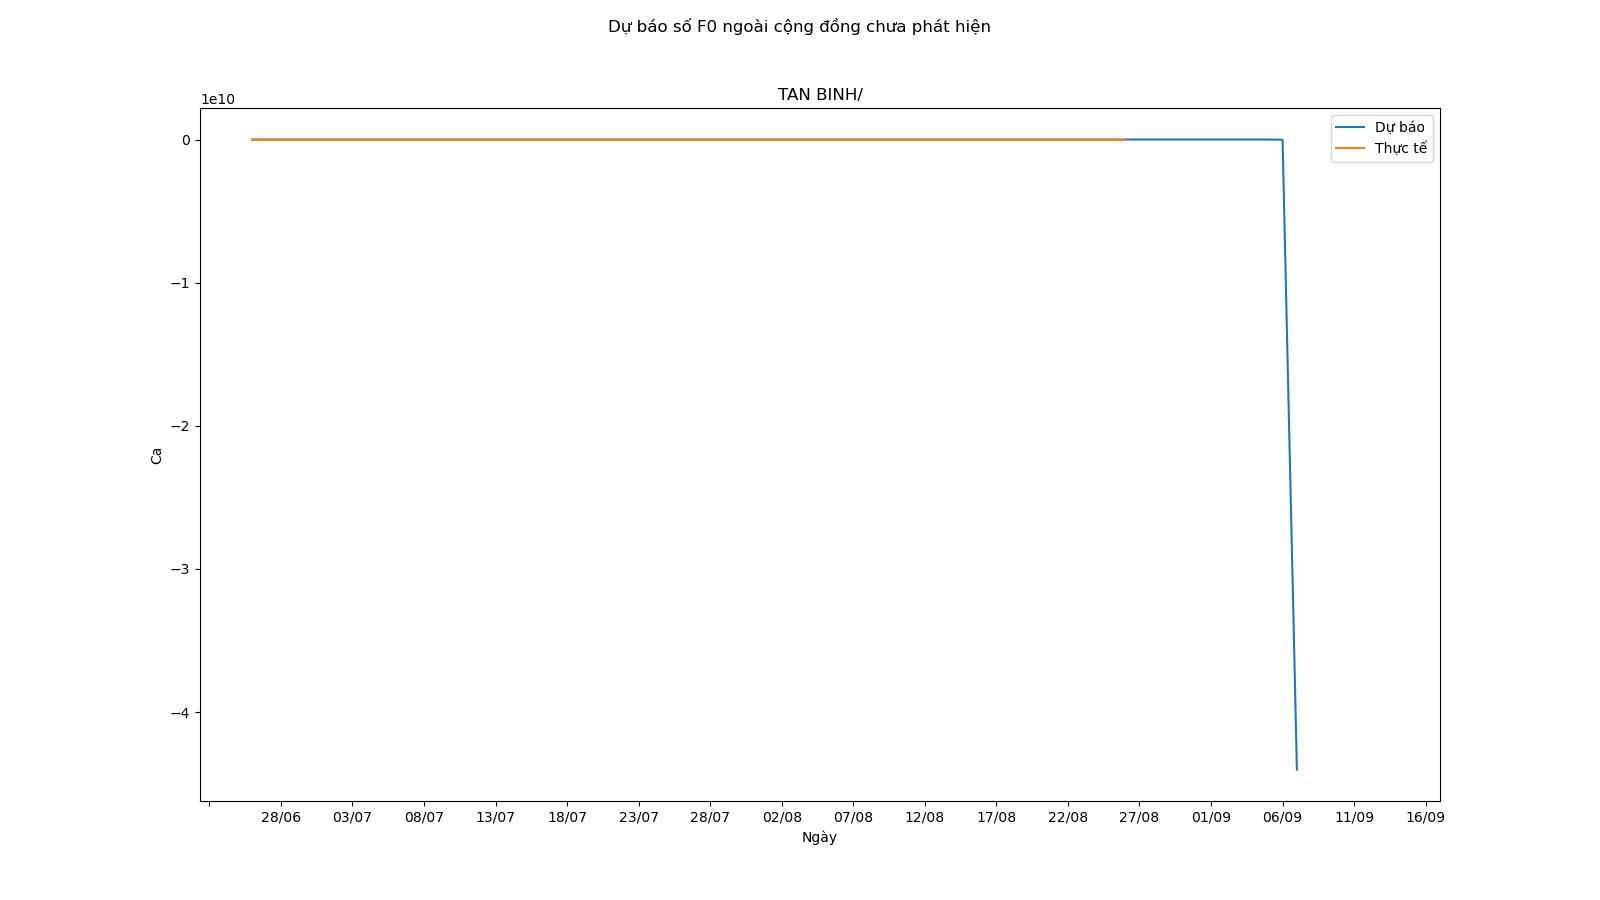 Dự báo số F0 ngoài cộng đồng chưa phát hiện
TAN BINH/
1e10
Dự báo
Thực tế
0
−1
−2
−3
−4
Ca
28/06 03/07 08/07 13/07 18/07 23/07 28/07 02/08 07/08 12/08 17/08 22/08 27/08 01/09 06/09 11/09 16/09
Ngày